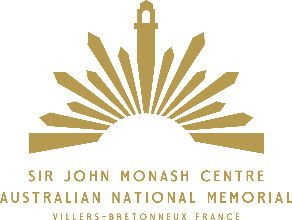 SIR JOHN MONASH CENTRE
AUSTRALIAN NATIONAL MEMORIAL
VILLERS-BRETONNEUX FRANCE